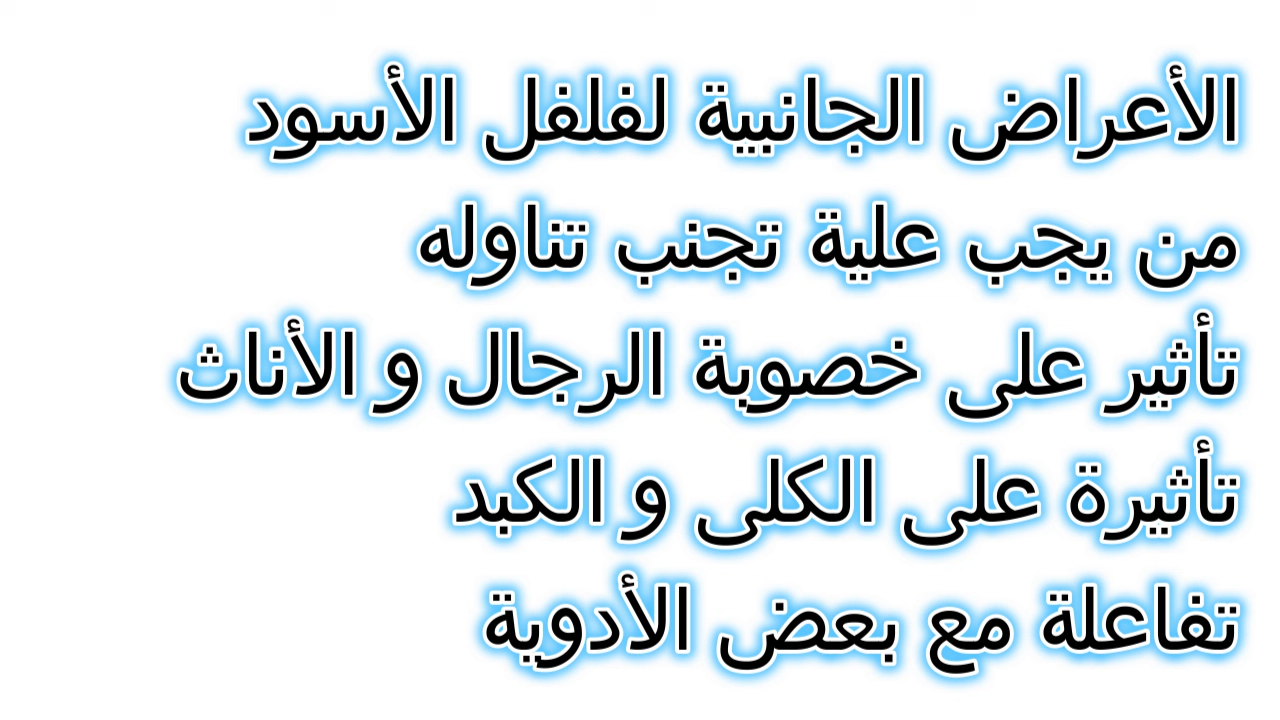 الأعراض الجانبية لفلفل الأسود
من يجب علية تجنب تناوله
تأثير على خصوبة الرجال و الأناث
تأثيرة على الكلى و الكبد
تفاعلة مع بعض الأدوية